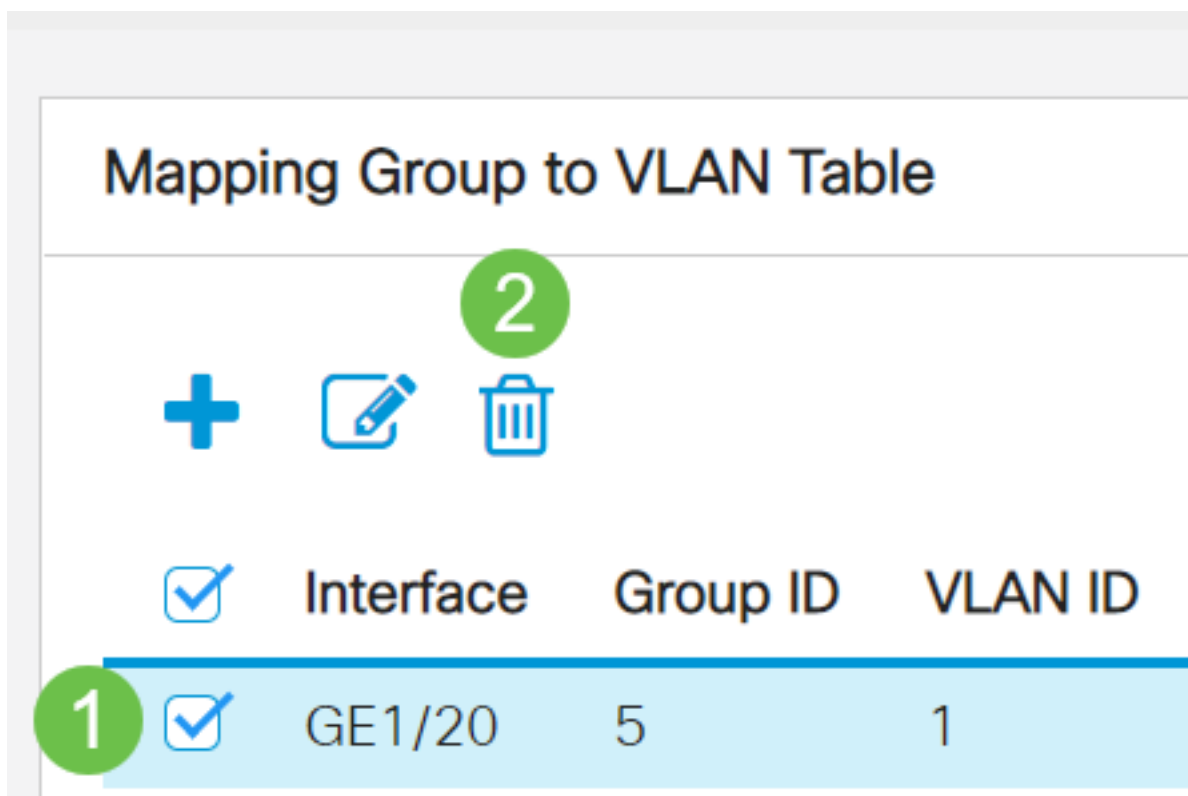 Mapping Group to VLAN Table
2
Interface Group ID VLAN ID
1 GE1/20 5 1